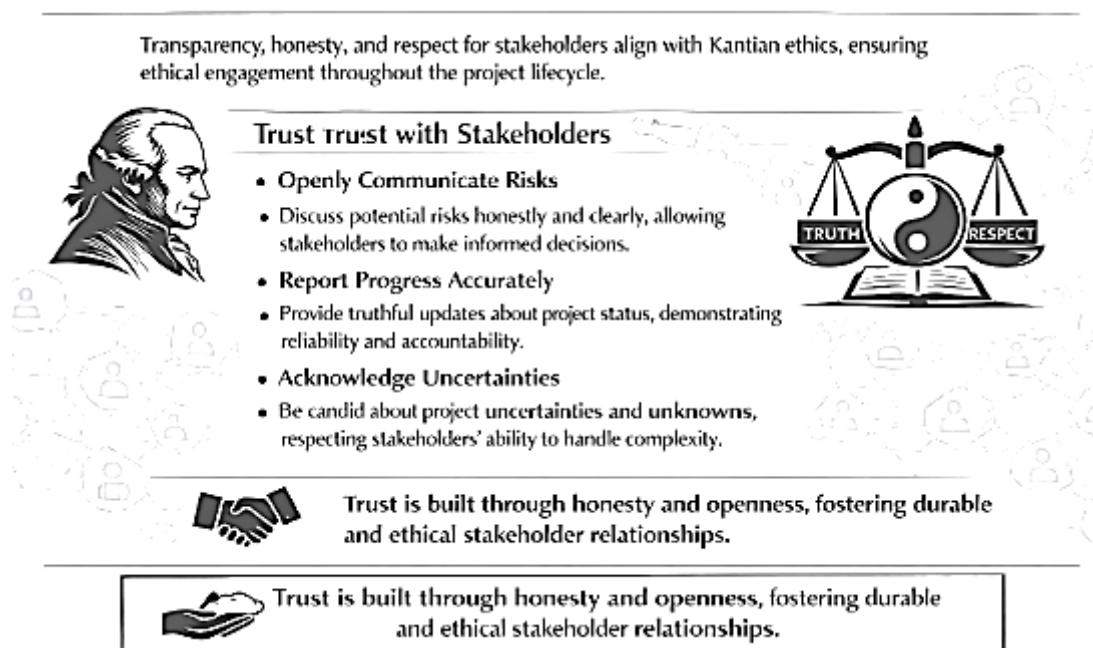 Transparency, honesty, and respect for stakeholders align with Kantian ethics, ensuring
ethical engagement throughout the project lifecycle.
Trust Trust with Stakeholders
• Openly Communicate Risks
• Discuss potential risks honestly and clearly, allowing
stakeholders to make informed decisions.
• Report Progress Accurately
• Provide truthful updates about project status, demonstrating
reliability and accountability.
• Acknowledge Uncertainties
• Be candid about project uncertainties and unknowns,
respecting stakeholders' ability to handle complexity.
TRUTH
RESPECT
Trust is built through honesty and openness, fostering durable
and ethical stakeholder relationships.
Trust is built through honesty and openness, fostering durable
and ethical stakeholder relationships.